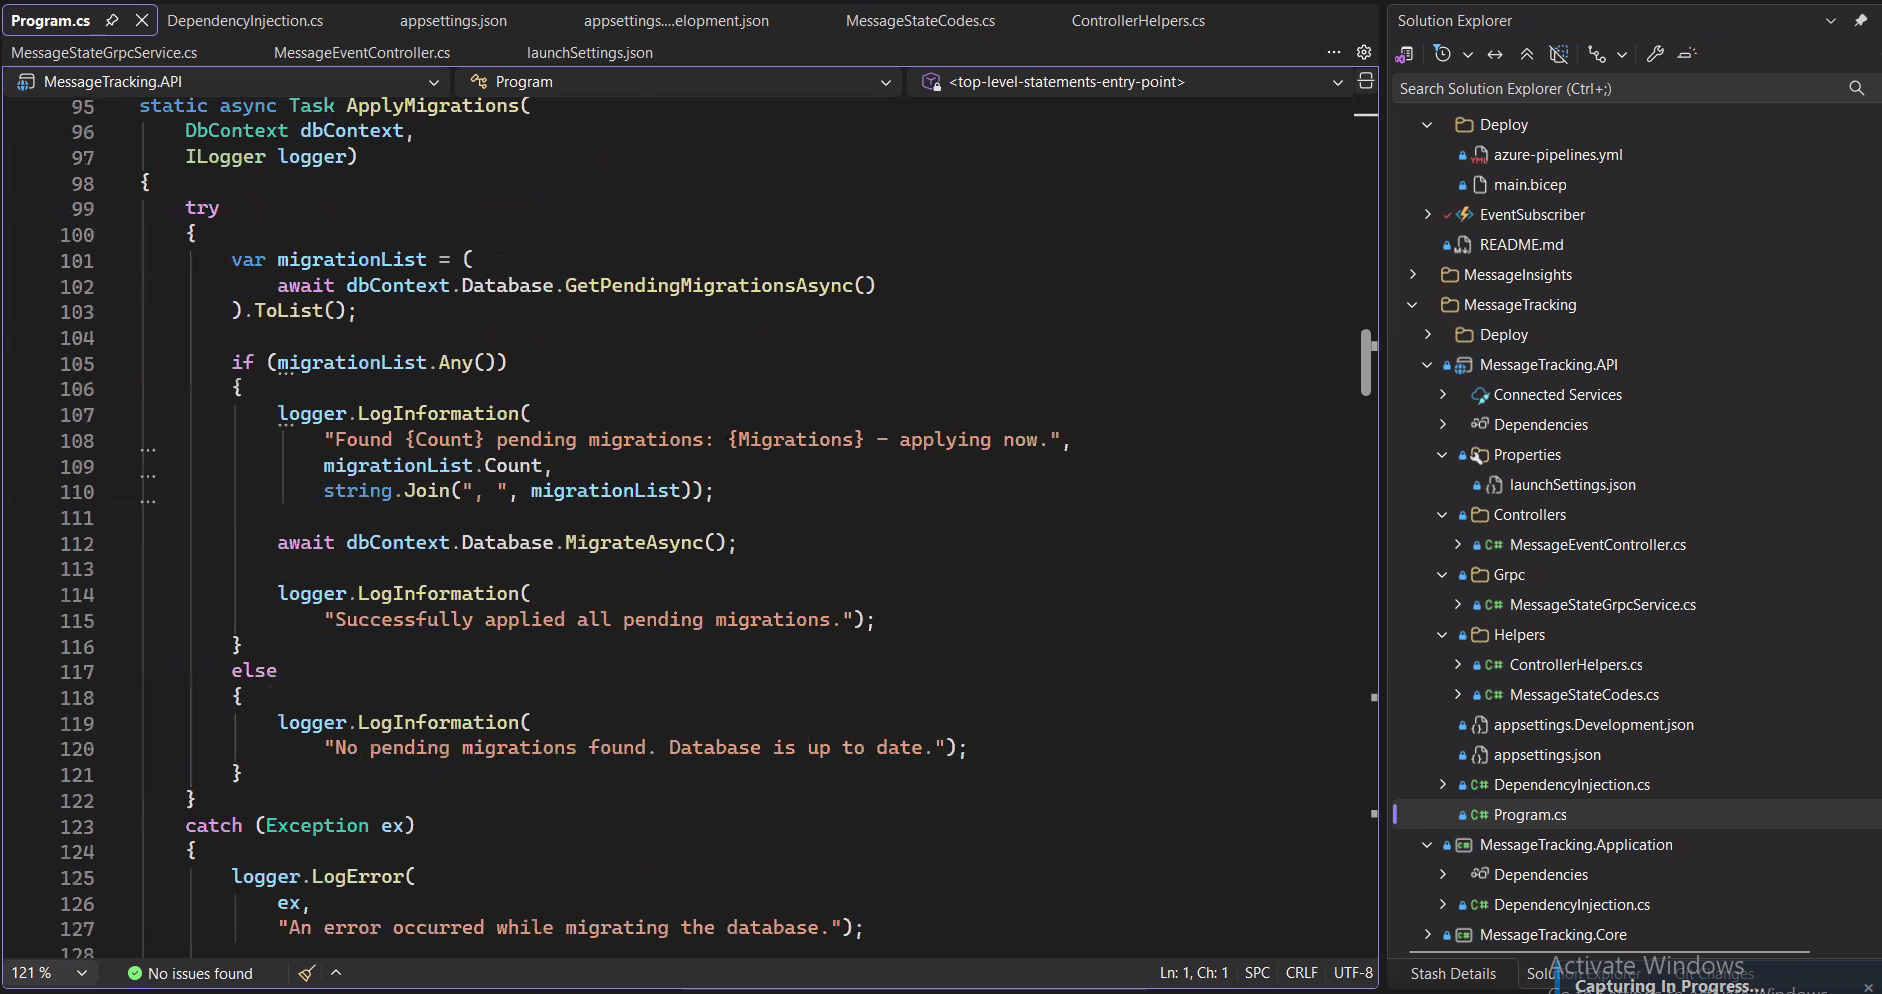 Program.cs
DependencyInjection.cs
appsettings.json
appsettings....elopment.json
MessageStateCodes.cs
ControllerHelpers.cs
MessageStateGrpcService.cs
MessageEventController.cs
launchSettings.json
MessageTracking.API
Program
<top-level-statements-entry-point>
95 static async Task ApplyMigrations(
96 DbContext dbContext,
97 ILogger logger)
98 {
99 try
100 {
101 var migrationList = (
102 await dbContext.Database.GetPendingMigrationsAsync()
103 ).ToList();
104
105 if (migrationList.Any())
106 {
107 logger.LogInformation(
108 "Found {Count} pending migrations: {Migrations} - applying now.",
109 migrationList.Count,
110 string.Join(", ", migrationList));
111
112 await dbContext.Database.MigrateAsync();
113
114 logger.LogInformation(
115 "Successfully applied all pending migrations.");
116 }
117 else
118 {
119 logger.LogInformation(
120 "No pending migrations found. Database is up to date.");
121 }
122 }
123 catch (Exception ex)
124 {
125 logger.LogError(
126 ex,
127 "An error occurred while migrating the database.");
128
121 %
No issues found
Ln: 1, Ch: 1
SPC
CRLF
UTF-8
Solution Explorer
Search Solution Explorer (Ctrl+;)
Deploy
azure-pipelines.yml
main.bicep
EventSubscriber
README.md
MessageInsights
MessageTracking
Deploy
MessageTracking.API
Connected Services
Dependencies
Properties
launchSettings.json
Controllers
MessageEventController.cs
Grpc
MessageStateGrpcService.cs
Helpers
ControllerHelpers.cs
MessageStateCodes.cs
appsettings.Development.json
appsettings.json
DependencyInjection.cs
Program.cs
MessageTracking.Application
Dependencies
DependencyInjection.cs
MessageTracking.Core
Stash Details
Solution Explorer
Git Changes
Activate Windows
Capturing In Progress...